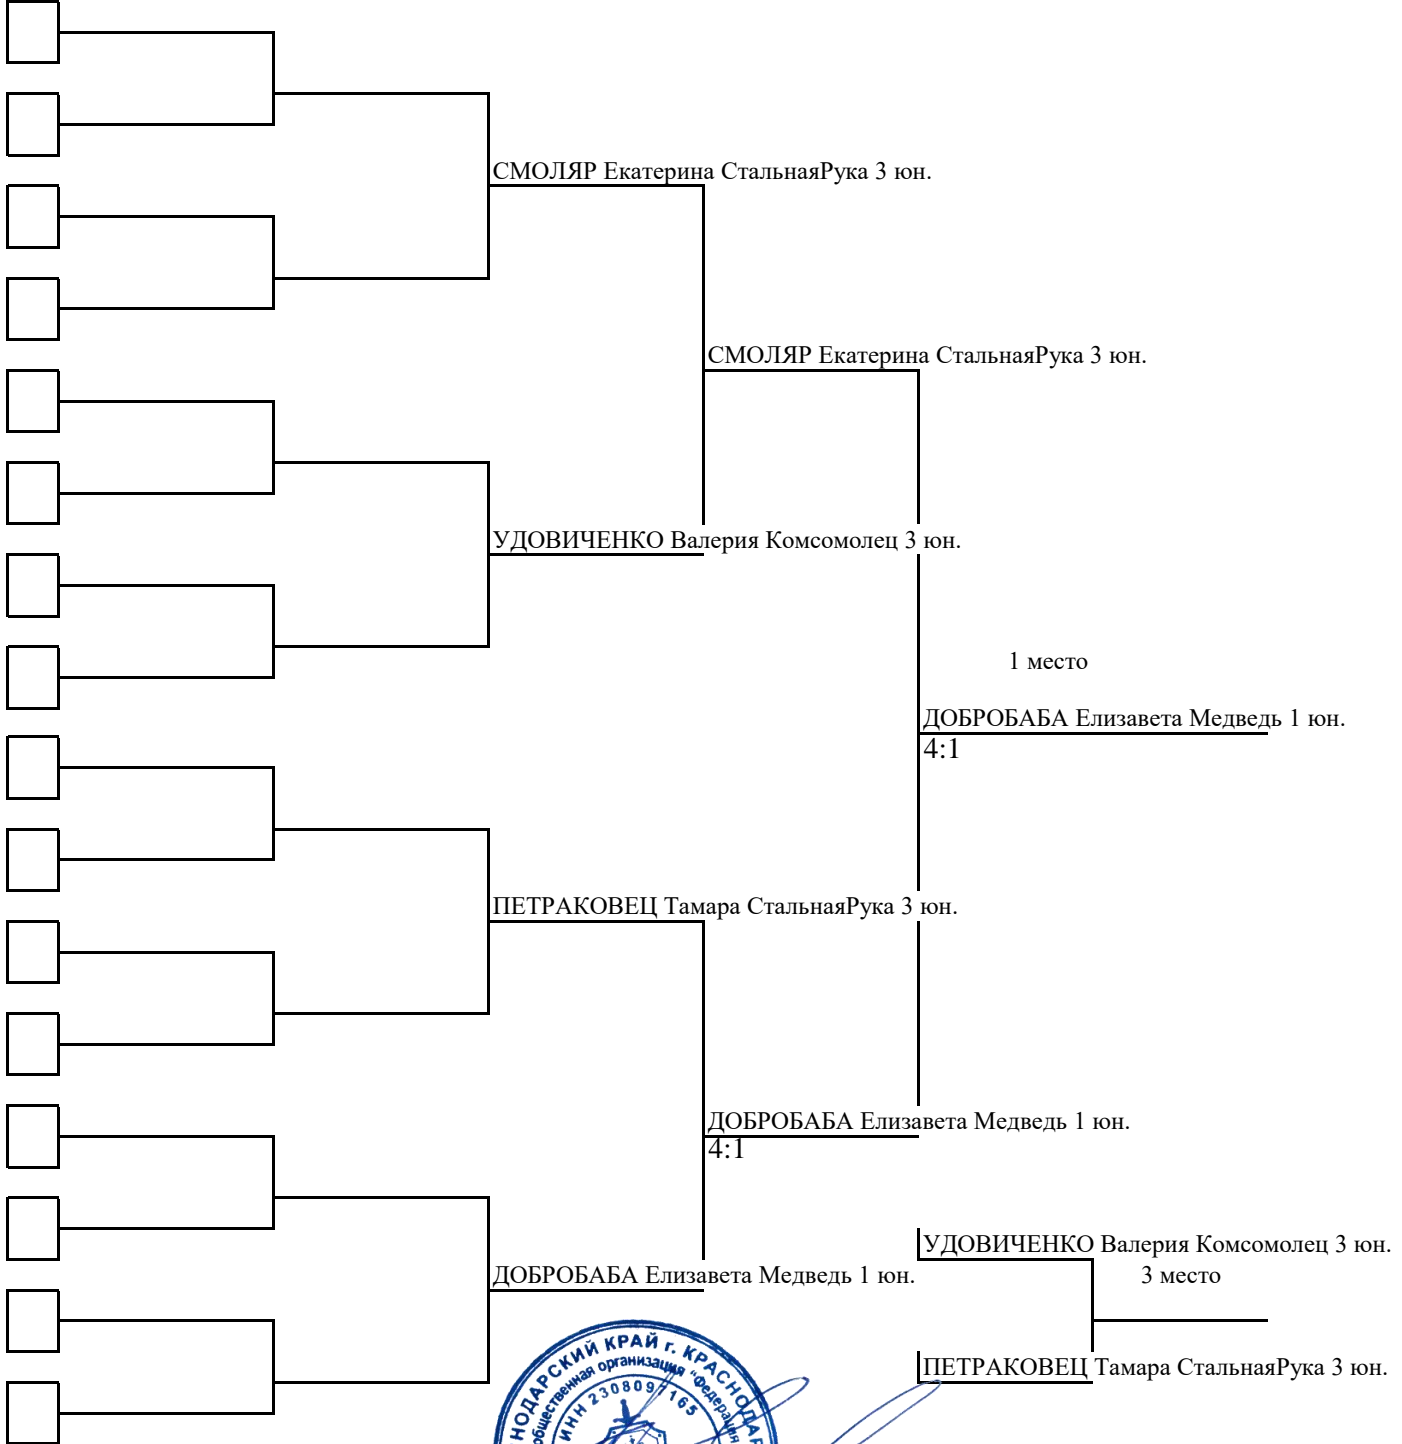 СМОЛЯР Екатерина СтальнаяРука 3 юн.
СМОЛЯР Екатерина СтальнаяРука 3 юн.
УДОВИЧЕНКО Валерия Комсомолец 3 юн.
1 место
ДОБРОБАБА Елизавета Медведь 1 юн.
4:1
ПЕТРАКОВЕЦ Тамара СтальнаяРука 3 юн.
ДОБРОБАБА Елизавета Медведь 1 юн.
4:1
УДОВИЧЕНКО Валерия Комсомолец 3 юн.
ДОБРОБАБА Елизавета Медведь 1 юн.
3 место
ПЕТРАКОВЕЦ Тамара СтальнаяРука 3 юн.
КРАЙ г.
общественная организация "Федерация
ИНН 2308097165